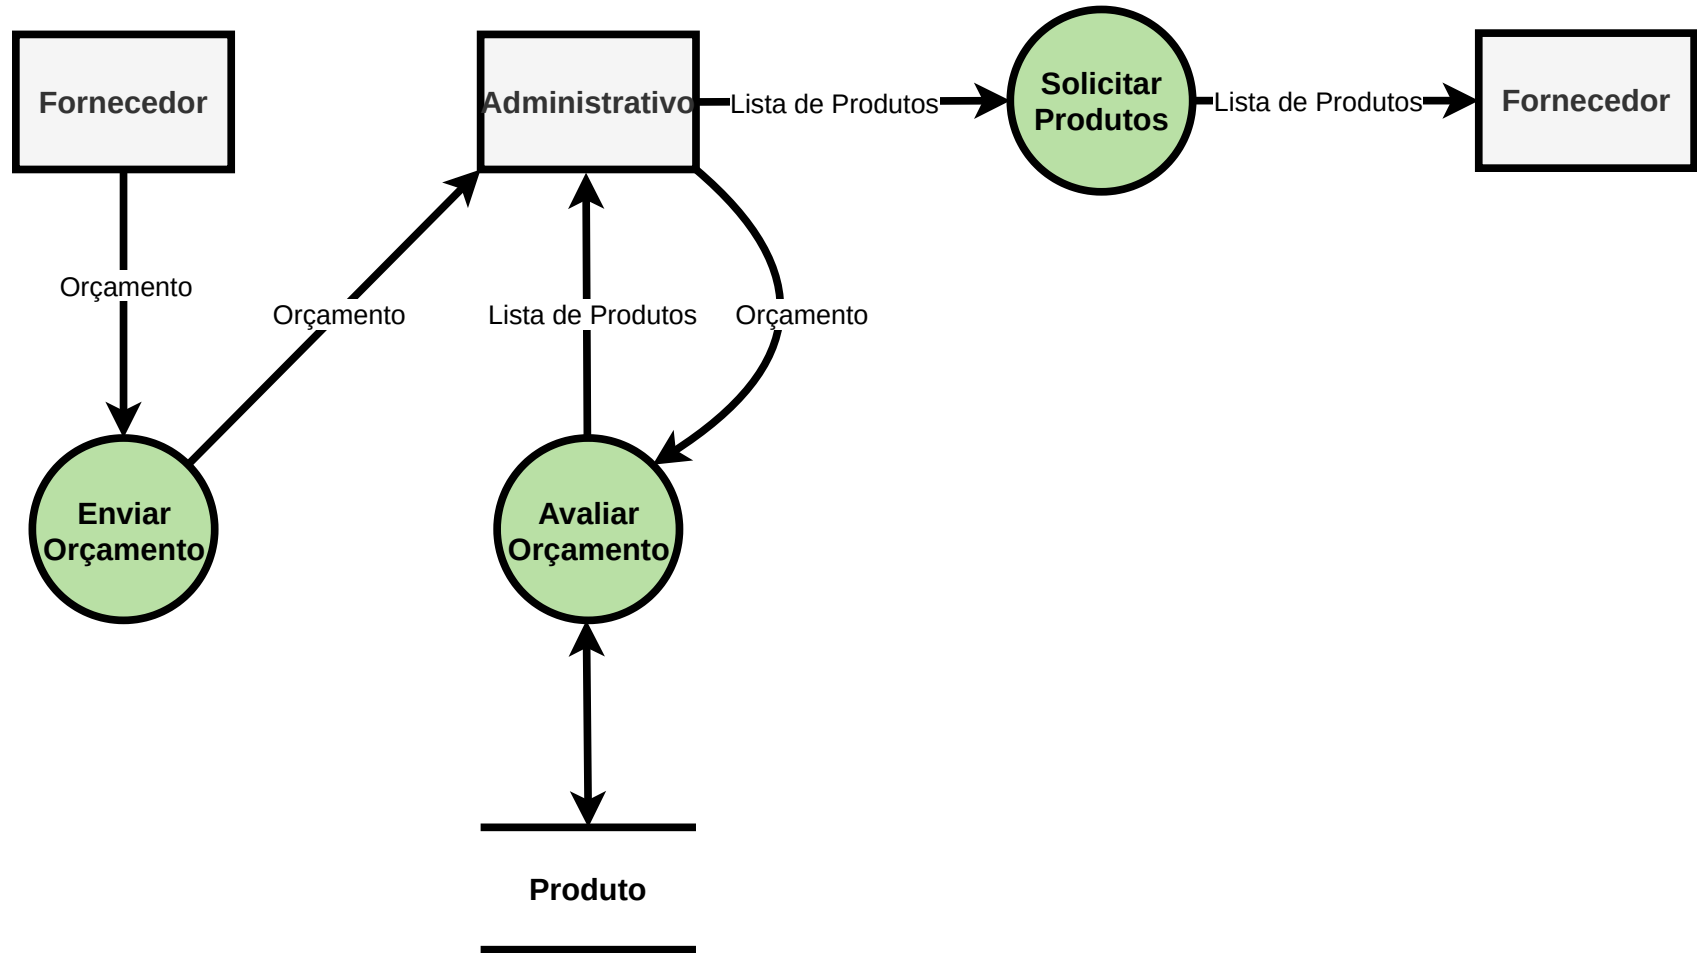 Fornecedor
Administrativo
Lista de Produtos
Solicitar
Produtos
Lista de Produtos
Fornecedor
Orçamento
Orçamento
Lista de Produtos
Orçamento
Enviar
Orçamento
Avaliar
Orçamento
Produto